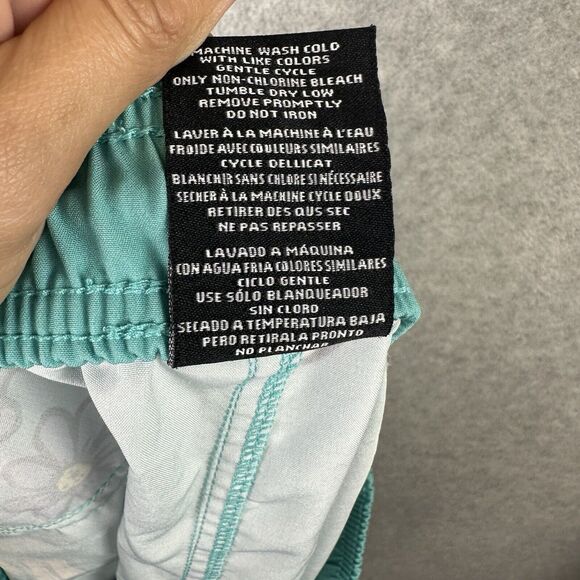 MACHINE WASH COLD
WITH LIKE COLORS
GENTLE CYCLE
ONLY NON-CHLORINE BLEACH
TUMBLE DRY LOW
REMOVE PROMPTLY
DO NOT IRON
LAVER À LA MACHINE À L'EAU
FROIDE AVEC COULEURS SIMILAIRES
CYCLE DELLICAT
BLANCHIR SANS CHLORE SI NÉCESSAIRE
SECHER À LA MACHINE CYCLE DOUX
RETIRER DES QUS SEC
NE PAS REPASSER
LAVADO A MÁQUINA
CON AGUA FRIA COLORES SIMILARES
CICLO GENTLE
USE SÓLO BLANQUEADOR
SIN CLORO
SECADO A TEMPERATURA BAJA
PERO RETIRALA PRONTO
NO PLANCHAR